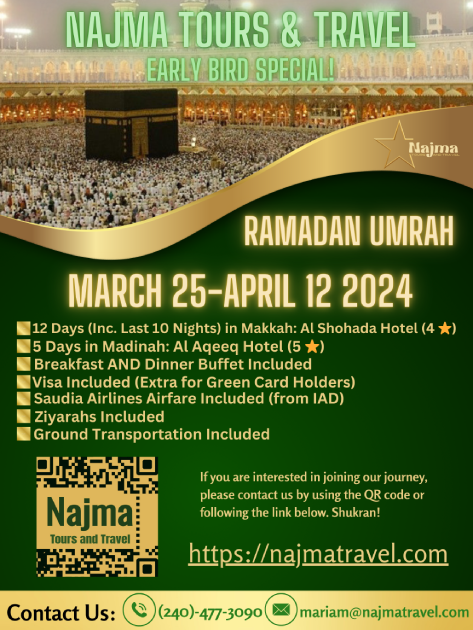 NAJMA TOURS & TRAVEL
EARLY BIRD SPECIAL!
Najma
RAMADAN UMRAH
MARCH 25-APRIL 12 2024
12 Days (Inc. Last 10 Nights) in Makkah: Al Shohada Hotel (4 ⭐)
5 Days in Madinah: Al Aqeeq Hotel (5 ⭐)
Breakfast AND Dinner Buffet Included
Visa Included (Extra for Green Card Holders)
Saudia Airlines Airfare Included (from IAD)
Ziyarahs Included
Ground Transportation Included
Najma
Tours and Travel
If you are interested in joining our journey,
please contact us by using the QR code or
following the link below. Shukran!
https://najmatravel.com
Contact Us: (240)-477-3090 mariam@najmatravel.com